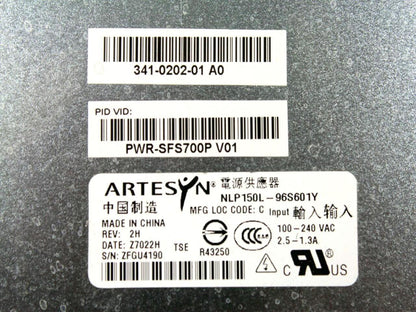 341-0202-01 A0
PID VID:
PWR-SFS700P V01
ARTESYN 電源供應器
NLP150L-96S601Y
中国制造 MFG LOC CODE: C Input 輸入输入
MADE IN CHINA 100-240 VAC
REV: 2H 2.5-1.3A
DATE: Z7022H TSE R43250
S/N: ZFGU4190 C US